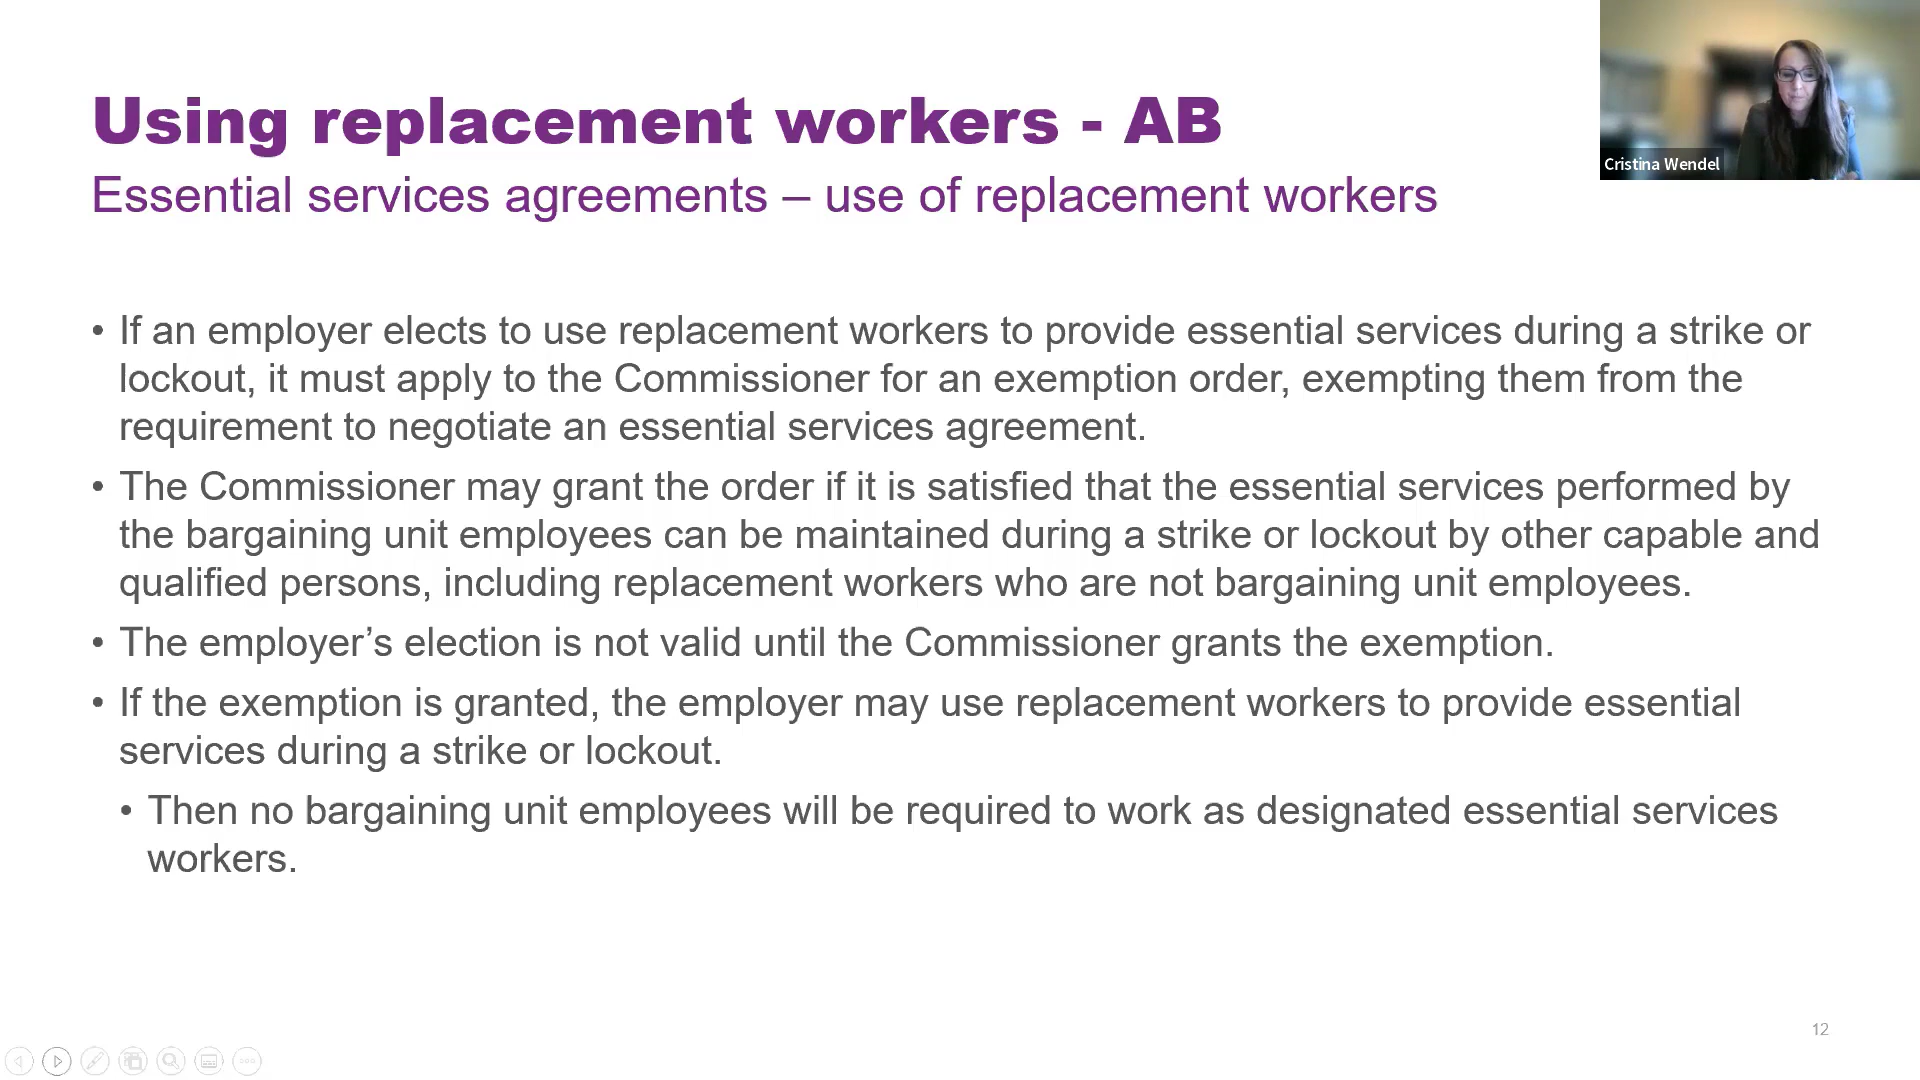 Using replacement workers - AB
Essential services agreements – use of replacement workers
Cristina Wendel
• If an employer elects to use replacement workers to provide essential services during a strike or
lockout, it must apply to the Commissioner for an exemption order, exempting them from the
requirement to negotiate an essential services agreement.
• The Commissioner may grant the order if it is satisfied that the essential services performed by
the bargaining unit employees can be maintained during a strike or lockout by other capable and
qualified persons, including replacement workers who are not bargaining unit employees.
• The employer’s election is not valid until the Commissioner grants the exemption.
• If the exemption is granted, the employer may use replacement workers to provide essential
services during a strike or lockout.
• Then no bargaining unit employees will be required to work as designated essential services
workers.
12